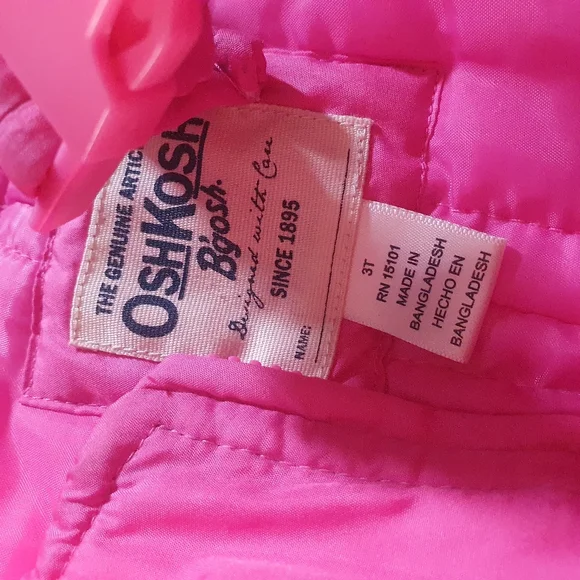 THE GENUINE ARTIC
OSHKOSH
B'gosh.
Designed with Care
SINCE 1895
NAME:
3T
RN 15101
MADE IN
BANGLADESH
HECHO EN
BANGLADESH